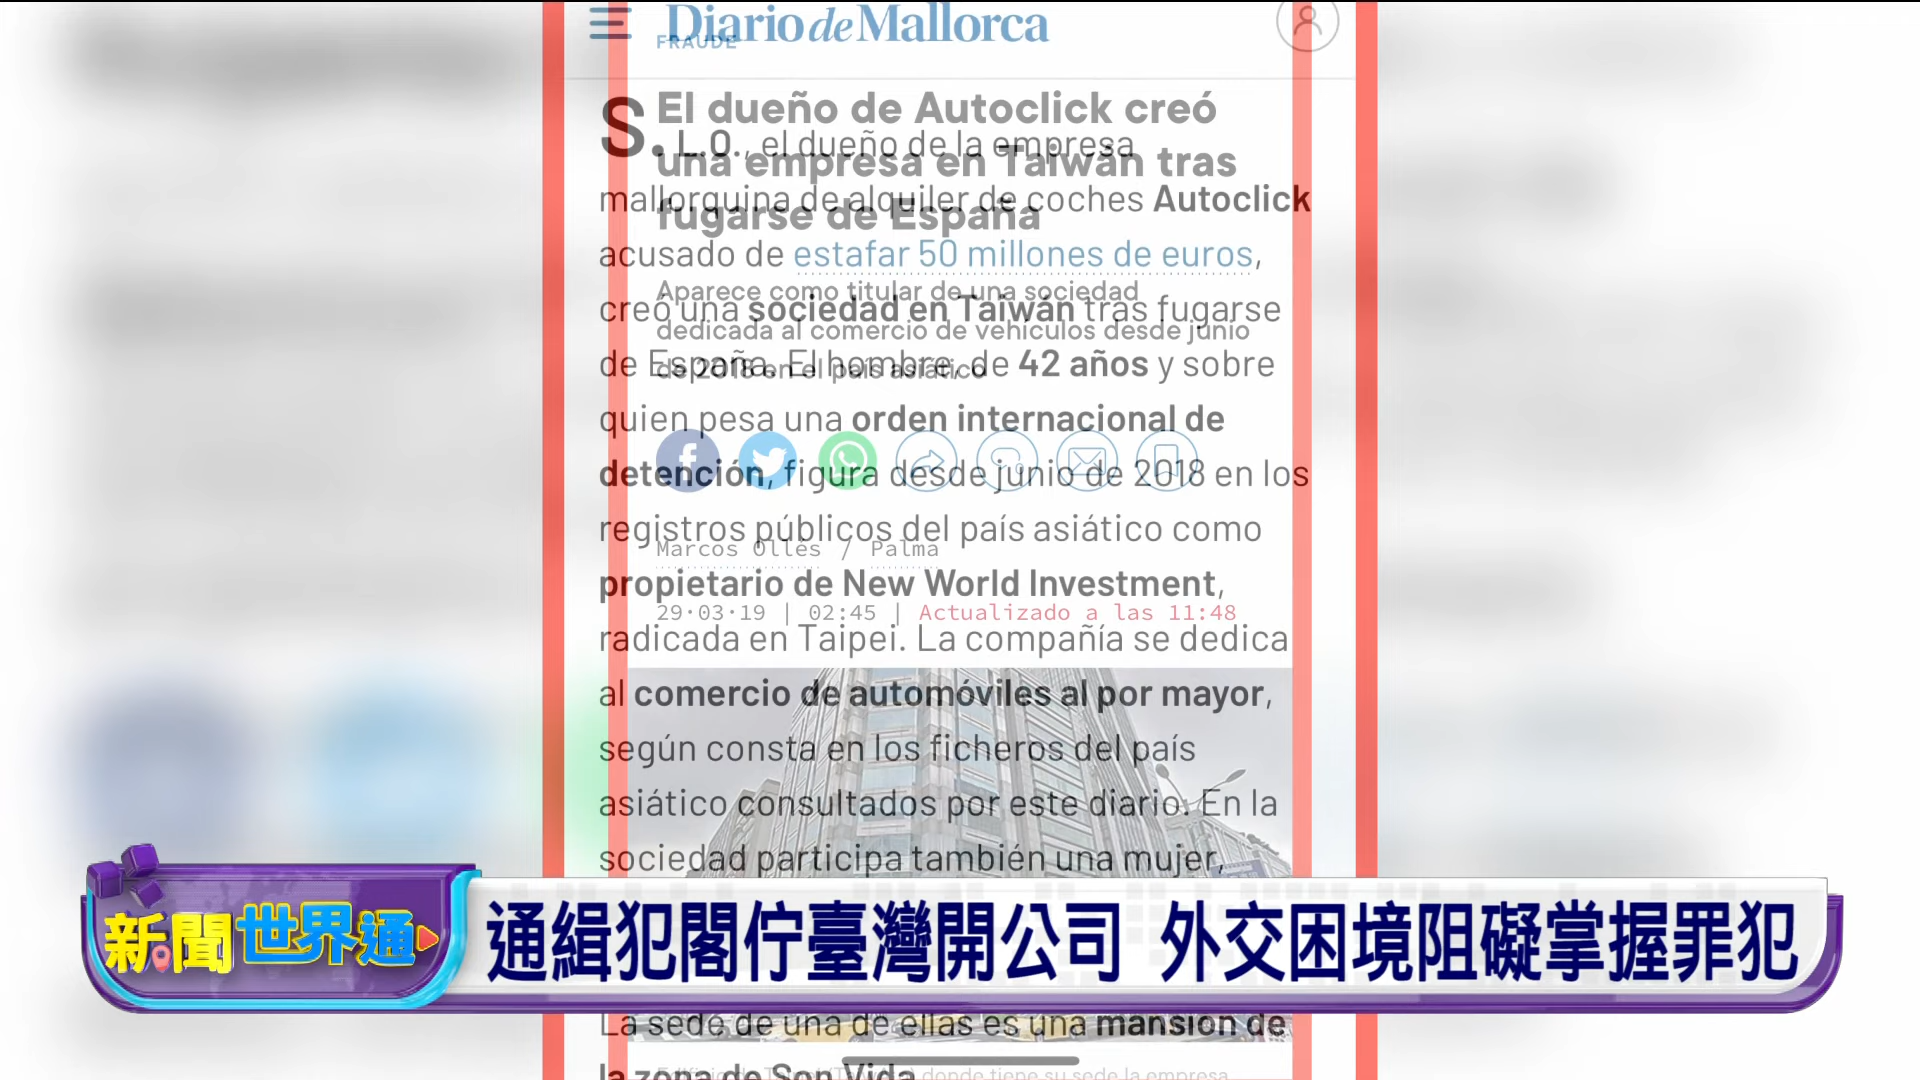 Diario de Mallorca
FRAUDE
El dueño de Autoclick creó
una empresa en Taiwán tras
fugarse de España
Aparece como titular de una sociedad
dedicada al comercio de vehículos desde junio
de 2018 en el país asiático
Marcos Ollés / Palma
29·03·19 | 02:45 | Actualizado a las 11:48
S. L.O., el dueño de la empresa
mallorquina de alquiler de coches Autoclick
acusado de estafar 50 millones de euros,
creó una sociedad en Taiwán tras fugarse
de España. El hombre, de 42 años y sobre
quien pesa una orden internacional de
detención, figura desde junio de 2018 en los
registros públicos del país asiático como
propietario de New World Investment,
radicada en Taipei. La compañía se dedica
al comercio de automóviles al por mayor,
según consta en los ficheros del país
asiático consultados por este diario. En la
sociedad participa también una mujer,
新聞世界通
通緝犯閣佇臺灣開公司 外交困境阻礙掌握罪犯
La sede de una de ellas es una mansión de
la zona de Son Vida
donde tiene su sede la empresa